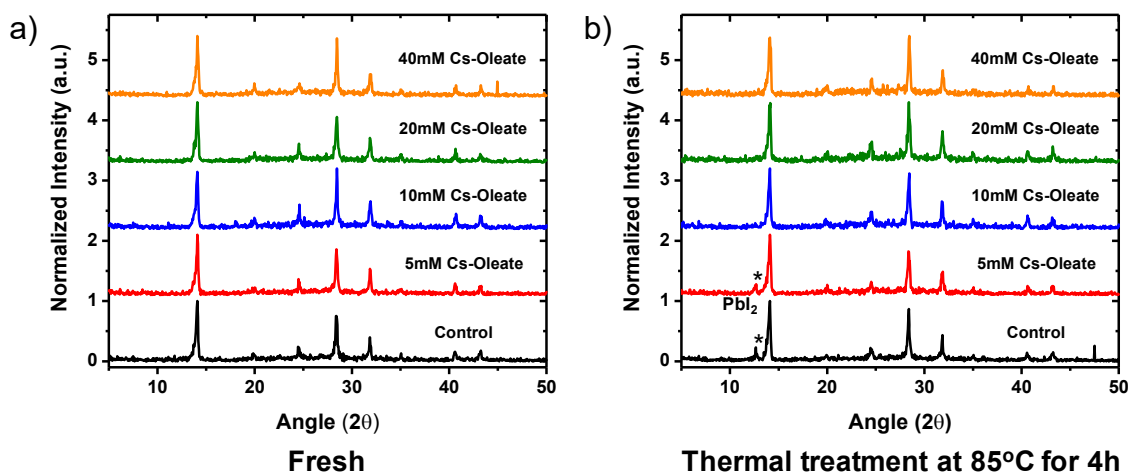 a)
Normalized Intensity (a.u.)
5
4
3
2
1
0
40mM Cs-Oleate
20mM Cs-Oleate
10mM Cs-Oleate
5mM Cs-Oleate
Control
10 20 30 40 50
Angle (2θ)
Fresh
b)
Normalized Intensity (a.u.)
5
4
3
2
1
0
40mM Cs-Oleate
20mM Cs-Oleate
10mM Cs-Oleate
5mM Cs-Oleate
*
PbI₂
*
Control
10 20 30 40 50
Angle (2θ)
Thermal treatment at 85ºC for 4h